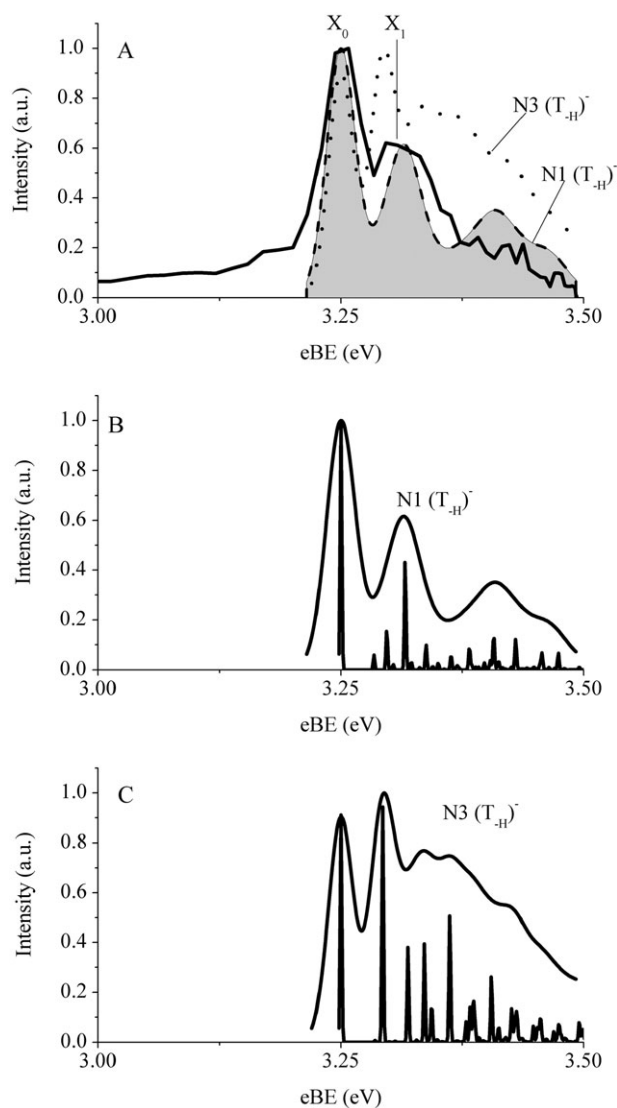 X₀ X₁
A
1.0
0.8
0.6
0.4
0.2
0.0
Intensity (a.u.)
N3 (T₋H)⁻
N1 (T₋H)⁻
3.00 3.25 3.50
eBE (eV)
B
1.0
0.8
0.6
0.4
0.2
0.0
Intensity (a.u.)
N1 (T₋H)⁻
3.00 3.25 3.50
eBE (eV)
C
1.0
0.8
0.6
0.4
0.2
0.0
Intensity (a.u.)
N3 (T₋H)⁻
3.00 3.25 3.50
eBE (eV)